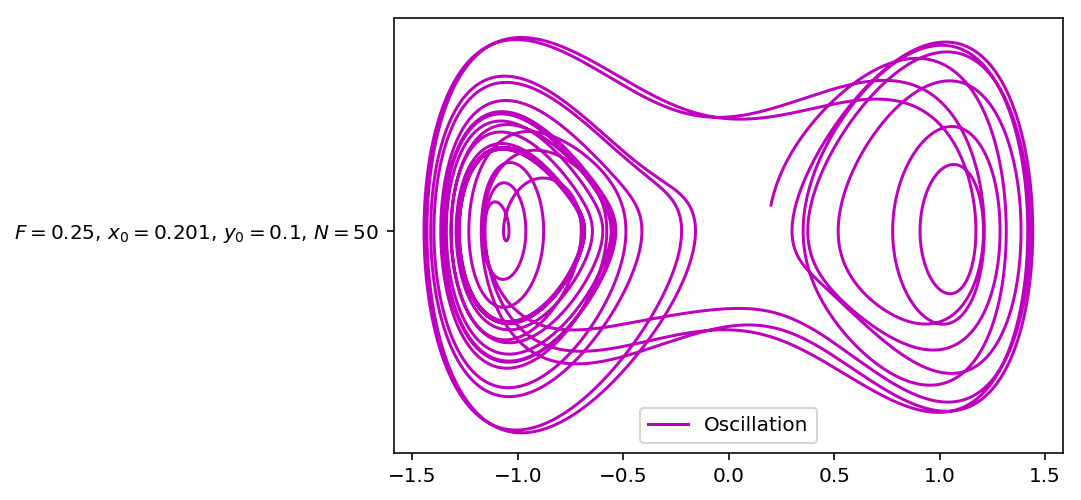 F = 0.25, x₀ = 0.201, y₀ = 0.1, N = 50
Oscillation
−1.5 −1.0 −0.5 0.0 0.5 1.0 1.5